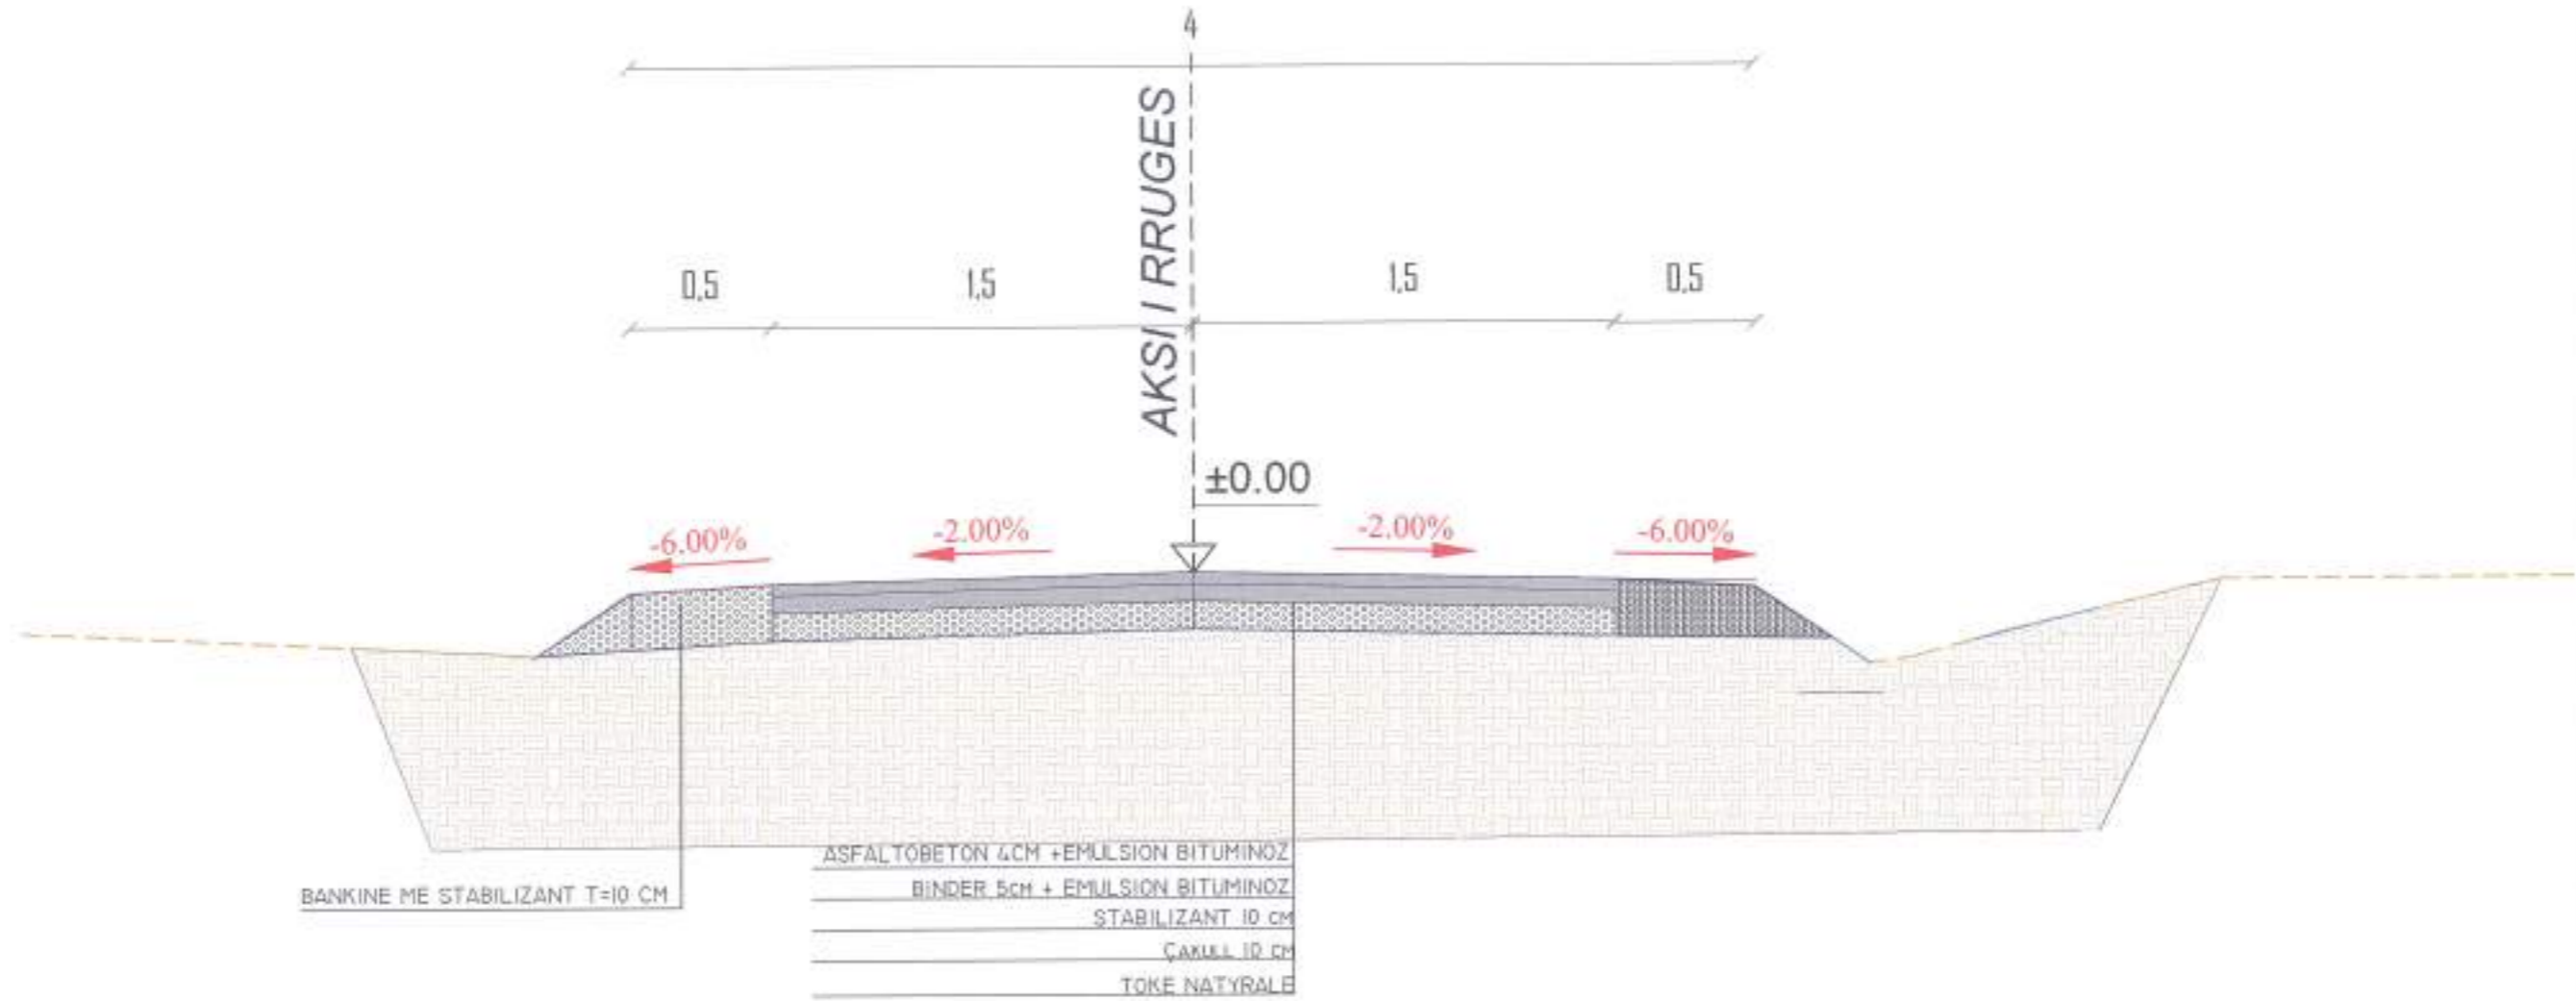 4
AKSI I RRUGES
0,5
1,5
1,5
0,5
±0.00
-6.00%
-2.00%
-2.00%
-6.00%
ASFALTOBETON 4CM +EMULSION BITUMINOZ
BINDER 5CM + EMULSION BITUMINOZ
BANKINE ME STABILIZANT T=10 CM
STABILIZANT 10 CM
ÇAKULL 10 CM
TOKE NATYRALE